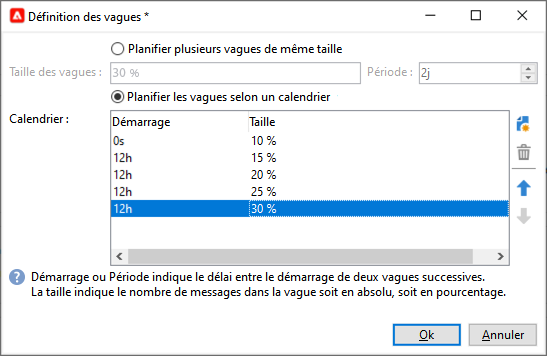 Définition des vagues *
Planifier plusieurs vagues de même taille
Taille des vagues : 30 % Période : 2j
Planifier les vagues selon un calendrier
Calendrier :
Démarrage Taille
0s 10 %
12h 15 %
12h 20 %
12h 25 %
12h 30 %
Démarrage ou Période indique le délai entre le démarrage de deux vagues successives.
La taille indique le nombre de messages dans la vague soit en absolu, soit en pourcentage.
Ok Annuler